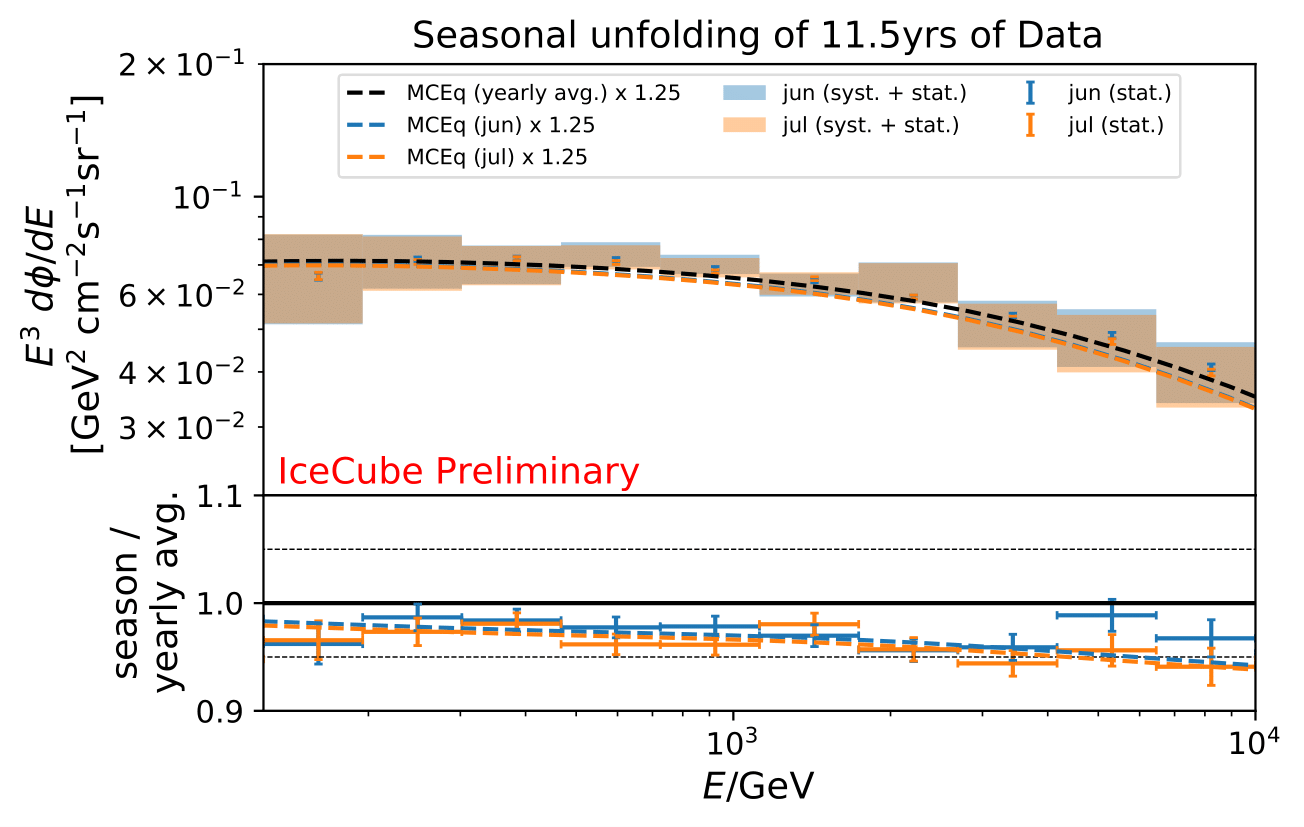 Seasonal unfolding of 11.5yrs of Data
MCEq (yearly avg.) x 1.25
MCEq (jun) x 1.25
MCEq (jul) x 1.25
jun (syst. + stat.)
jul (syst. + stat.)
jun (stat.)
jul (stat.)
E³ dϕ/dE
[GeV² cm⁻²s⁻¹sr⁻¹]
2 × 10⁻¹
10⁻¹
6 × 10⁻²
4 × 10⁻²
3 × 10⁻²
IceCube Preliminary
season /
yearly avg.
1.1
1.0
0.9
10³
10⁴
E/GeV